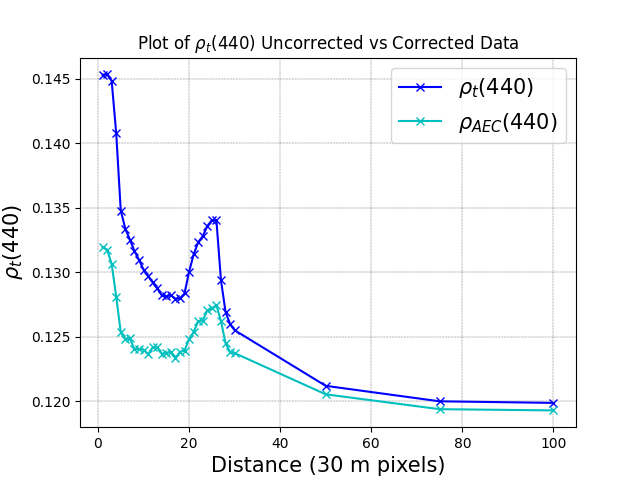 Plot of ρt(440) Uncorrected vs Corrected Data
ρt(440)
ρAEC(440)
0.145
0.140
0.135
0.130
0.125
0.120
ρt(440)
0 20 40 60 80 100
Distance (30 m pixels)